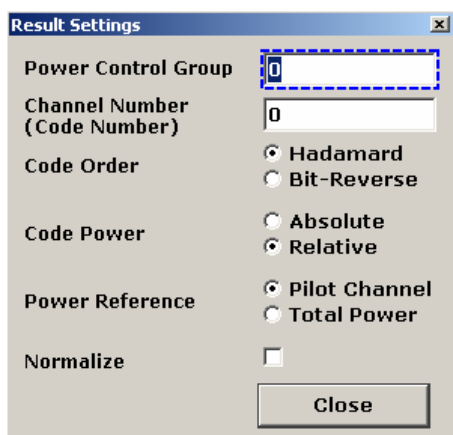 Result Settings
Power Control Group 0
Channel Number
(Code Number) 0
Code Order
Hadamard
Bit-Reverse
Code Power
Absolute
Relative
Power Reference
Pilot Channel
Total Power
Normalize
Close